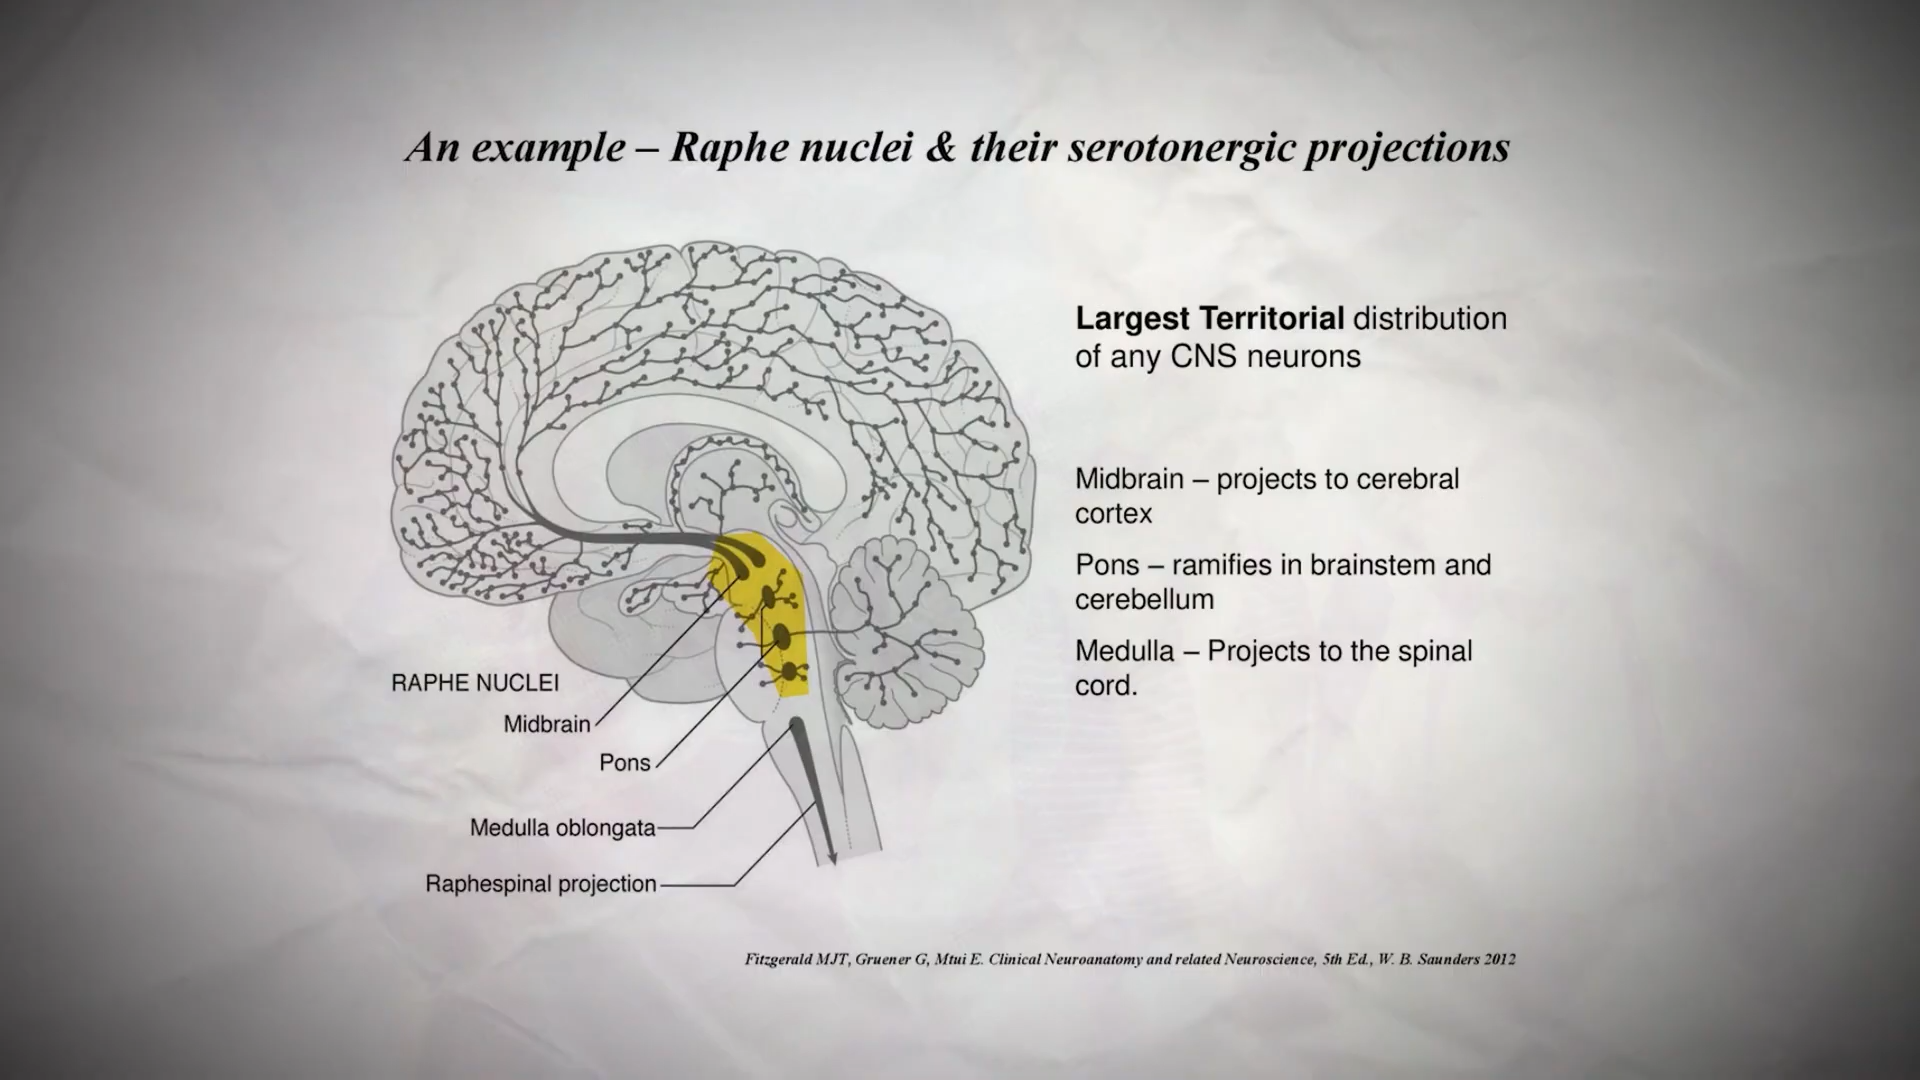 An example – Raphe nuclei & their serotonergic projections
Largest Territorial distribution
of any CNS neurons
Midbrain – projects to cerebral
cortex
Pons – ramifies in brainstem and
cerebellum
Medulla – Projects to the spinal
cord.
RAPHE NUCLEI
Midbrain
Pons
Medulla oblongata
Raphespinal projection
Fitzgerald MJT, Gruener G, Mtui E. Clinical Neuroanatomy and related Neuroscience, 5th Ed., W. B. Saunders 2012